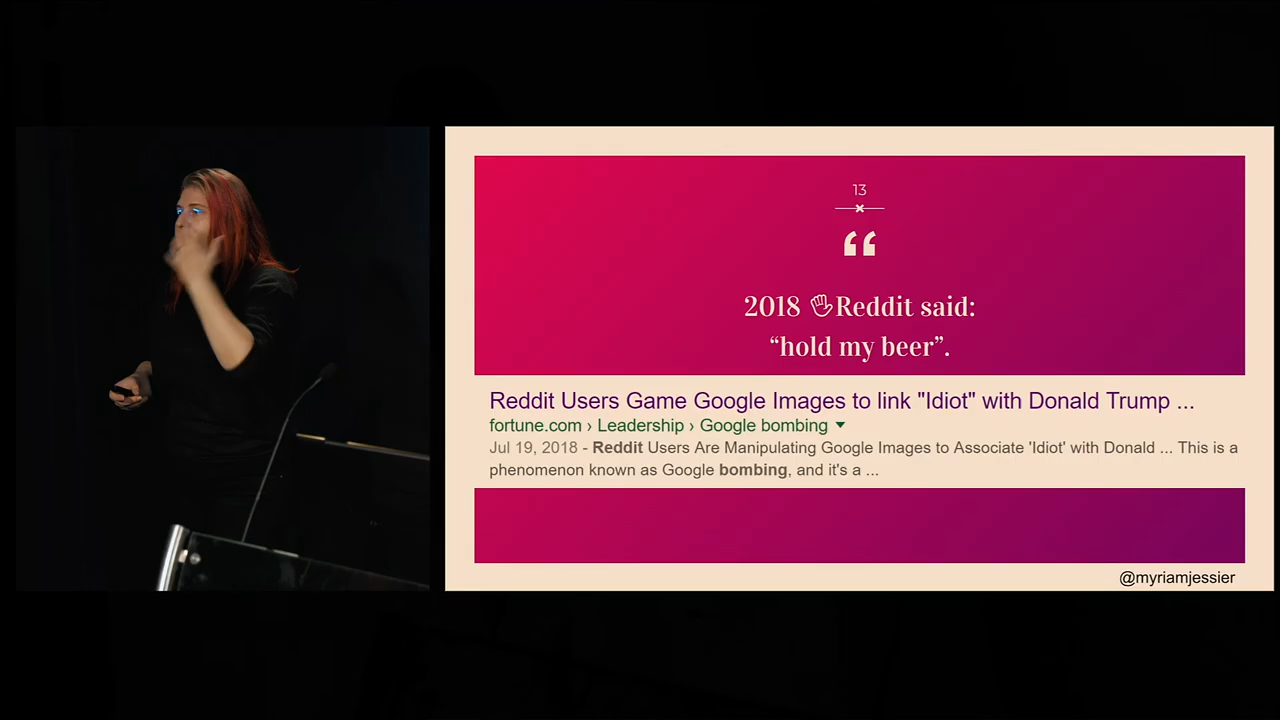 13
“
2018 ✋Reddit said:
“hold my beer”.
Reddit Users Game Google Images to link "Idiot" with Donald Trump ...
fortune.com › Leadership › Google bombing ▼
Jul 19, 2018 - Reddit Users Are Manipulating Google Images to Associate 'Idiot' with Donald ... This is a
phenomenon known as Google bombing, and it's a ...
@myriamjessier